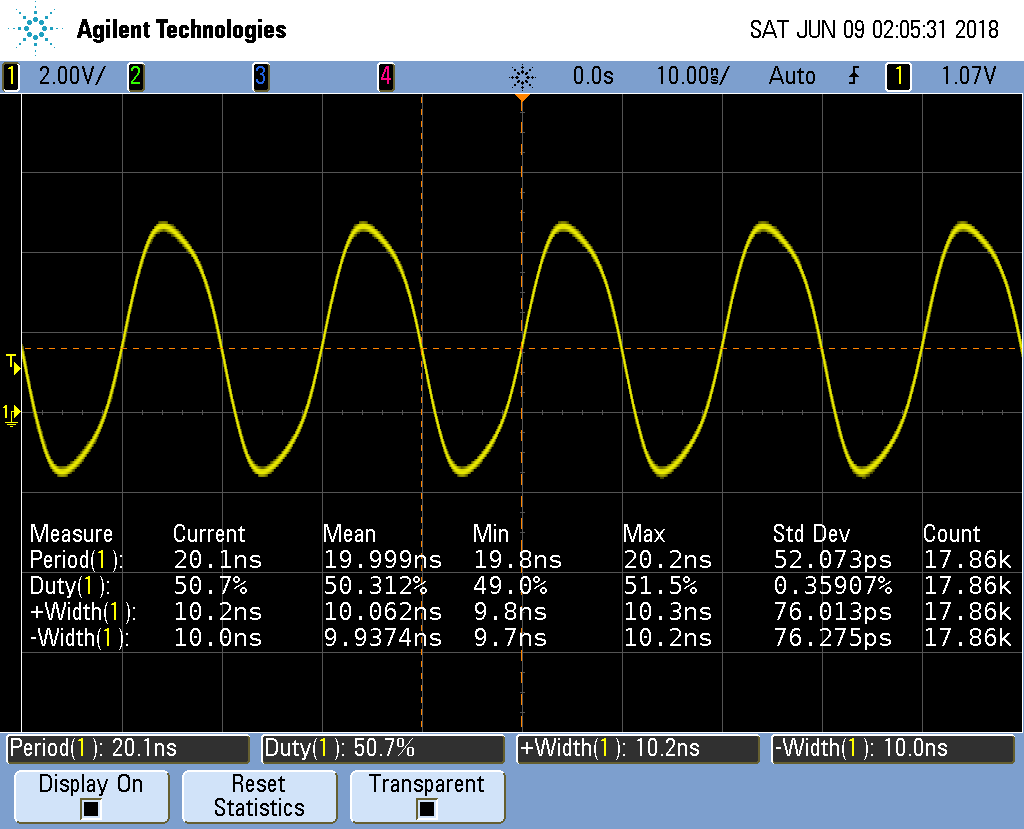 Agilent Technologies SAT JUN 09 02:05:31 2018
1 2.00V/ 2 3 4 0.0s 10.00ns/ Auto 1 1.07V
T
1
Measure Current Mean Min Max Std Dev Count
Period(1): 20.1ns 19.999ns 19.8ns 20.2ns 52.073ps 17.86k
Duty(1): 50.7% 50.312% 49.0% 51.5% 0.35907% 17.86k
+Width(1): 10.2ns 10.062ns 9.8ns 10.3ns 76.013ps 17.86k
-Width(1): 10.0ns 9.9374ns 9.7ns 10.2ns 76.275ps 17.86k
Period(1): 20.1ns Duty(1): 50.7% +Width(1): 10.2ns -Width(1): 10.0ns
Display On Reset Transparent
Statistics